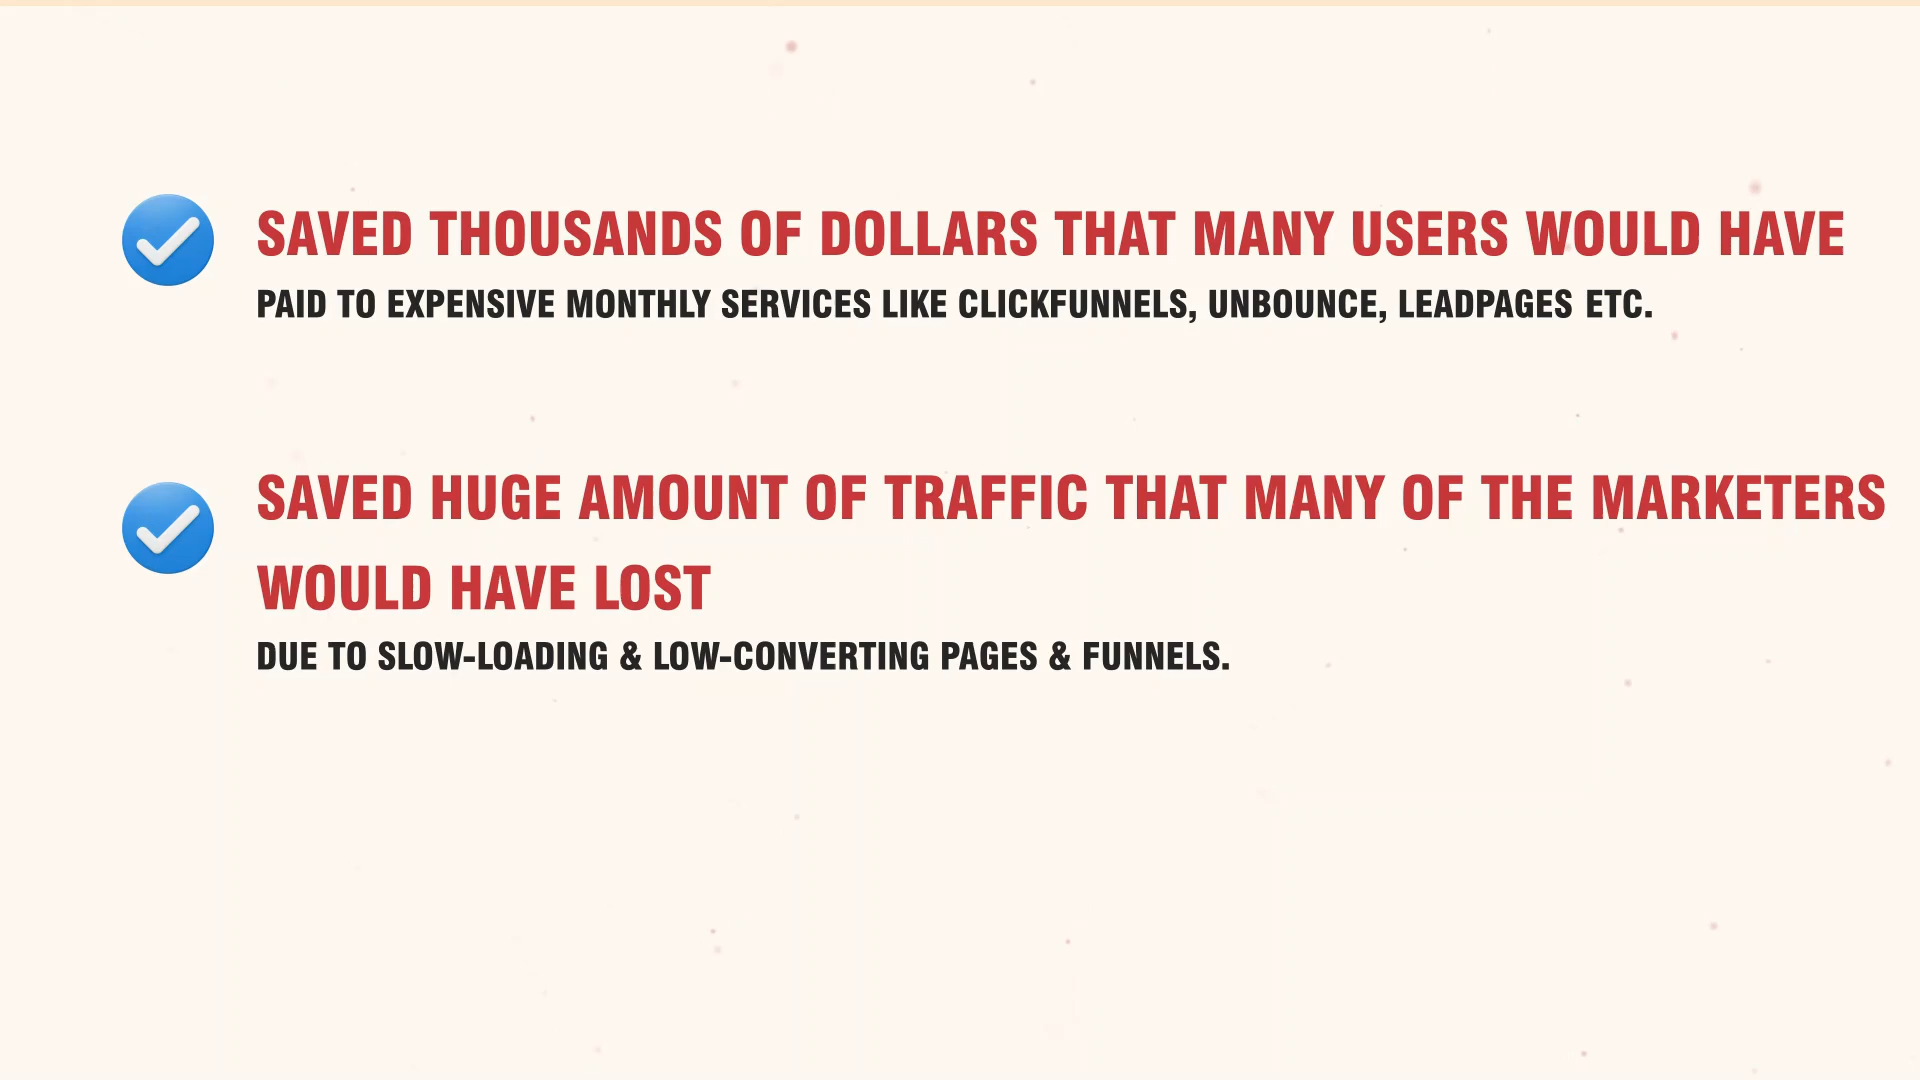 SAVED THOUSANDS OF DOLLARS THAT MANY USERS WOULD HAVE
PAID TO EXPENSIVE MONTHLY SERVICES LIKE CLICKFUNNELS, UNBOUNCE, LEADPAGES ETC.
SAVED HUGE AMOUNT OF TRAFFIC THAT MANY OF THE MARKETERS
WOULD HAVE LOST
DUE TO SLOW-LOADING & LOW-CONVERTING PAGES & FUNNELS.